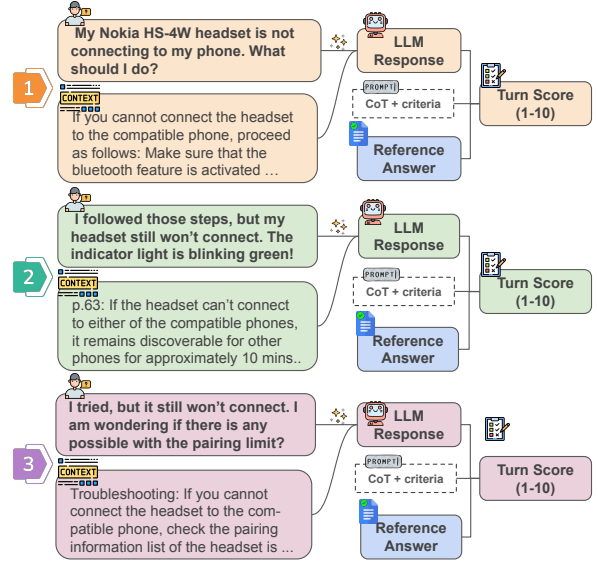 My Nokia HS-4W headset is not
connecting to my phone. What
should I do?
1
CONTEXT
If you cannot connect the headset
to the compatible phone, proceed
as follows: Make sure that the
bluetooth feature is activated ...
LLM
Response
PROMPT
CoT + criteria
Reference
Answer
Turn Score
(1-10)
I followed those steps, but my
headset still won't connect. The
indicator light is blinking green!
2
CONTEXT
p.63: If the headset can't connect
to either of the compatible phones,
it remains discoverable for other
phones for approximately 10 mins..
LLM
Response
PROMPT
CoT + criteria
Reference
Answer
Turn Score
(1-10)
I tried, but it still won't connect. I
am wondering if there is any
possible with the pairing limit?
3
CONTEXT
Troubleshooting: If you cannot
connect the headset to the com-
patible phone, check the pairing
information list of the headset is ...
LLM
Response
PROMPT
CoT + criteria
Reference
Answer
Turn Score
(1-10)